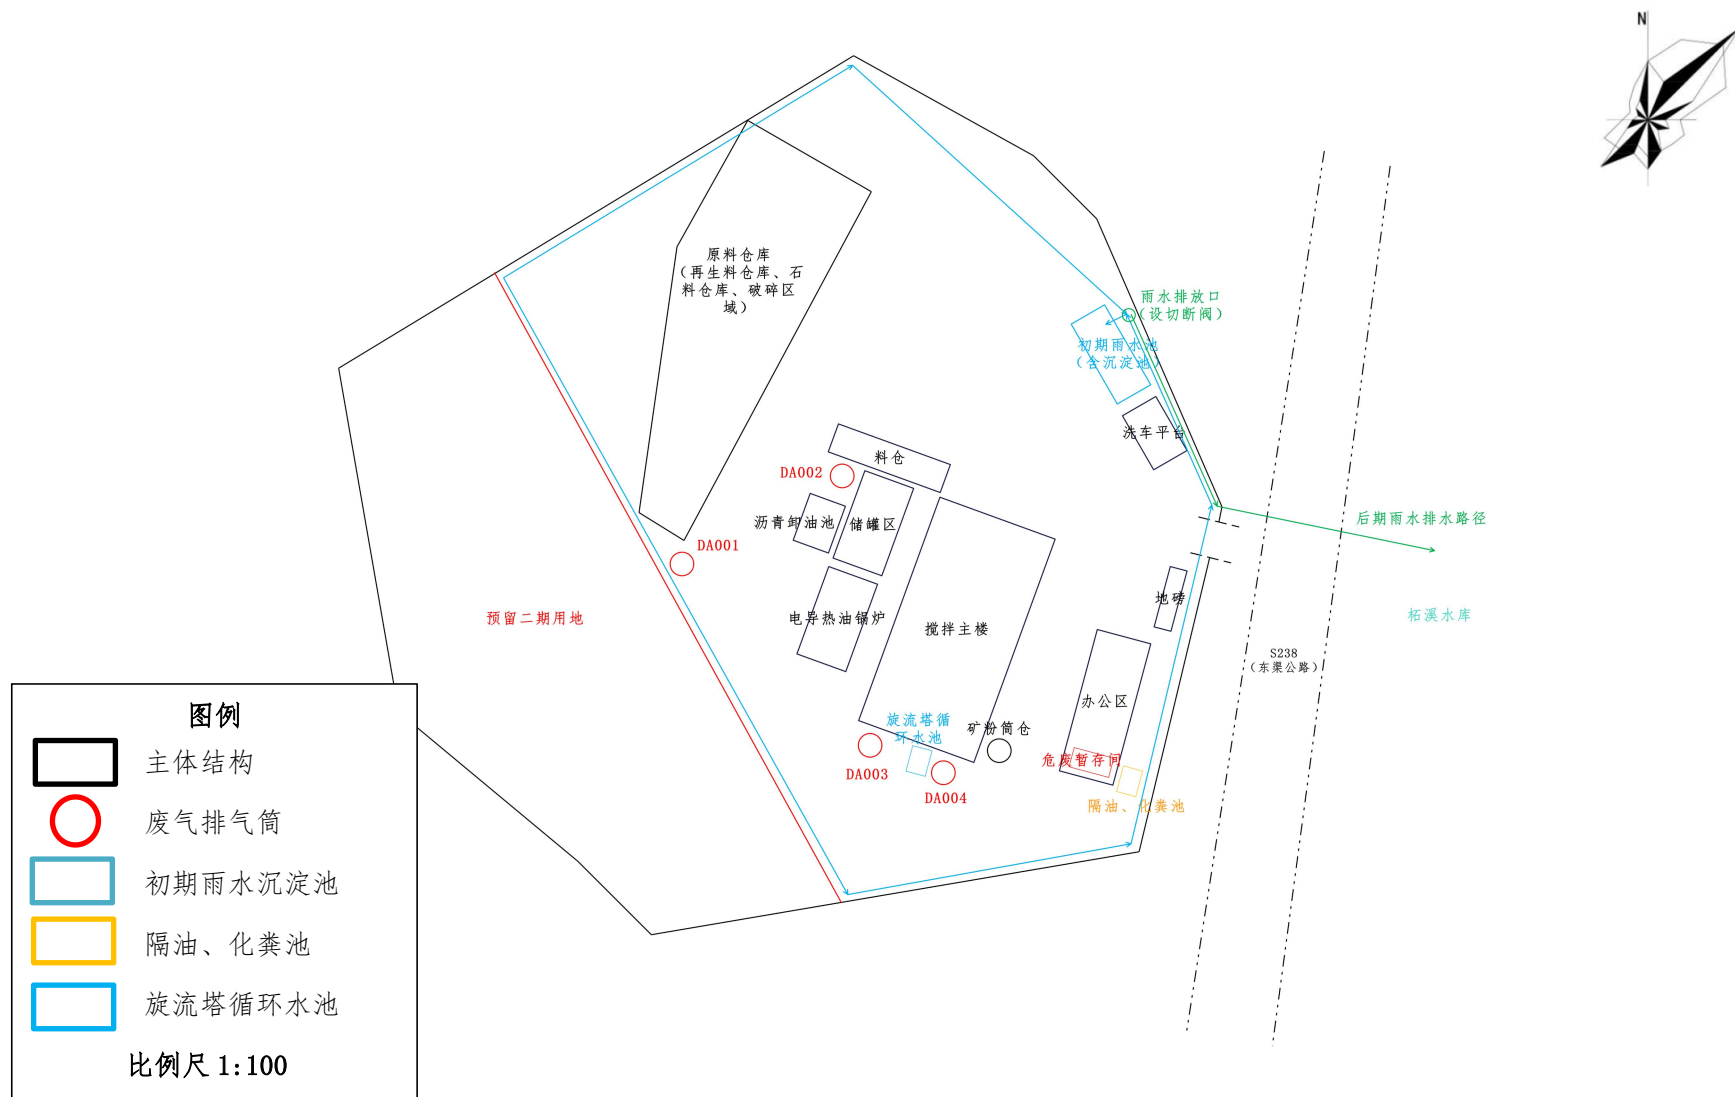 N
原料仓库
（再生料仓库、石
料仓库、破碎区
域）
雨水排放口
（设切断阀）
初期雨水池
（含沉淀池）
洗车平台
料仓
DA002
沥青卸油池
储罐区
DA001
后期雨水排水路径
电导热油锅炉
搅拌主楼
地磅
预留二期用地
柘溪水库
S238
（东渠公路）
办公区
旋流塔循
环水池
矿粉筒仓
危废暂存间
DA003
DA004
隔油、化粪池
图例
主体结构
废气排气筒
初期雨水沉淀池
隔油、化粪池
旋流塔循环水池
比例尺 1:100